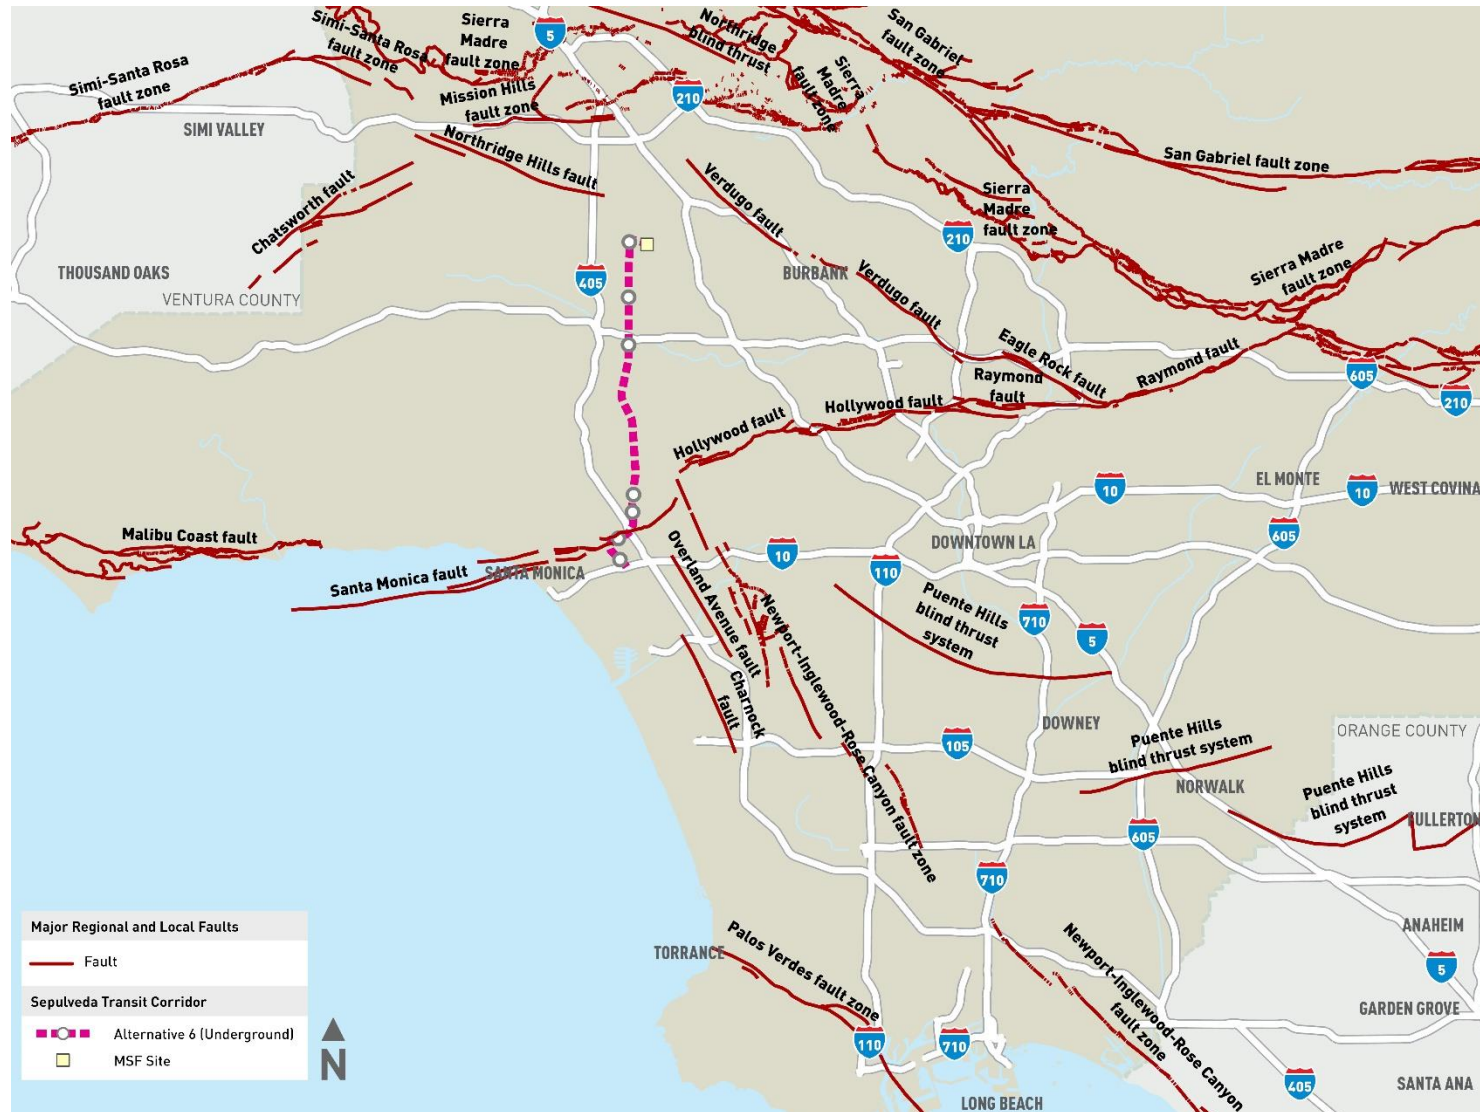 Simi-Santa Rosa
fault zone
Simi-Santa Rosa
fault zone
Sierra
Madre
fault zone
5
Northridge
blind thrust
San Gabriel
fault zone
Sierra
Madre
fault zone
Mission Hills
fault zone
210
SIMI VALLEY
Northridge Hills fault
San Gabriel fault zone
Chatsworth fault
Verdugo fault
Sierra
Madre
fault zone
210
THOUSAND OAKS
VENTURA COUNTY
405
BURBANK
Verdugo fault
Sierra Madre
fault zone
Eagle Rock fault
Raymond
fault
Raymond fault
605
210
Hollywood fault
Hollywood fault
EL MONTE
10
10
WEST COVINA
605
Malibu Coast fault
Santa Monica fault
SANTA MONICA
10
110
DOWNTOWN LA
Overland Avenue fault
Charnock
fault
Newport-Inglewood-Rose Canyon fault zone
Puente Hills
blind thrust
system
710
5
DOWNEY
105
Puente Hills
blind thrust system
NORWALK
ORANGE COUNTY
Puente Hills
blind thrust
system
FULLERTON
605
710
TORRANCE
Palos Verdes fault zone
Newport-Inglewood-Rose Canyon
fault zone
ANAHEIM
5
GARDEN GROVE
110
710
405
SANTA ANA
LONG BEACH
Major Regional and Local Faults
Fault
Sepulveda Transit Corridor
Alternative 6 (Underground)
MSF Site
N